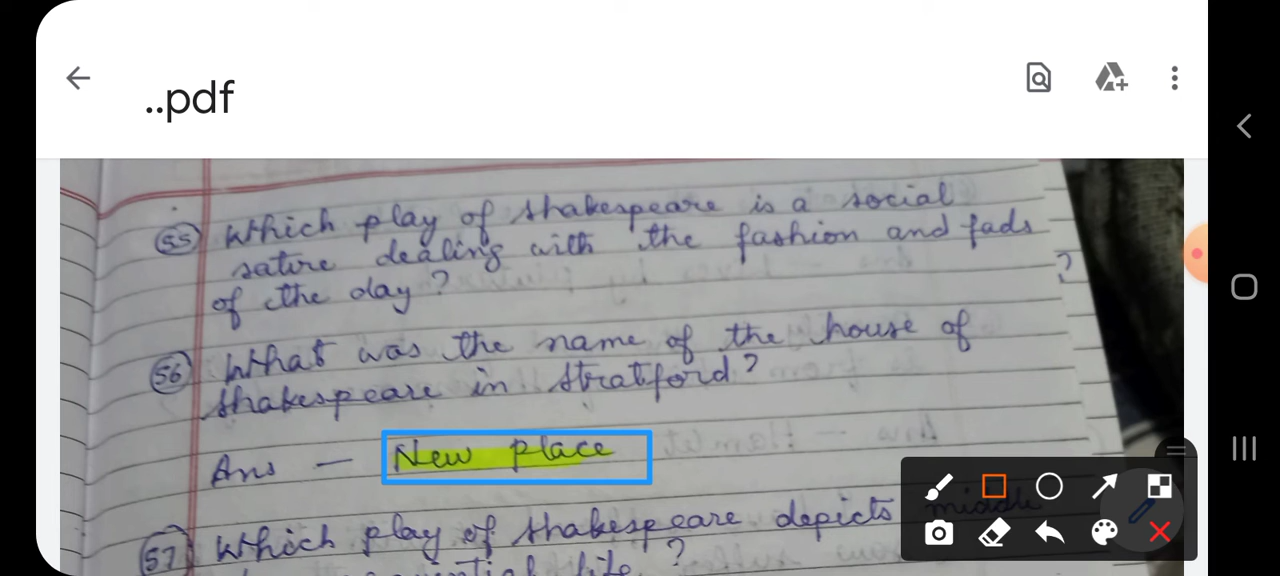 ..pdf
55 Which play of Shakespeare is a social
satire dealing with the fashion and fads
of the day ?
?
56 What was the name of the house of
Shakespeare in Stratford?
Ans — New place
57 Which play of Shakespeare depicts middle
life ?